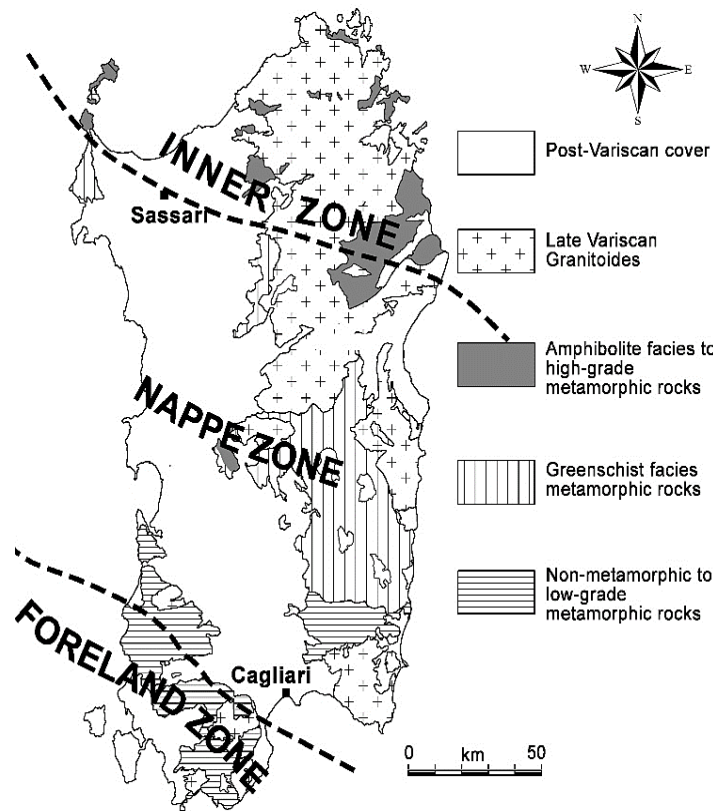 N
W
E
S
INNER ZONE
Sassari
NAPPE ZONE
FORELAND ZONE
Cagliari
Post-Variscan cover
Late Variscan
Granitoides
Amphibolite facies to
high-grade
metamorphic rocks
Greenschist facies
metamorphic rocks
Non-metamorphic to
low-grade
metamorphic rocks
0 km 50